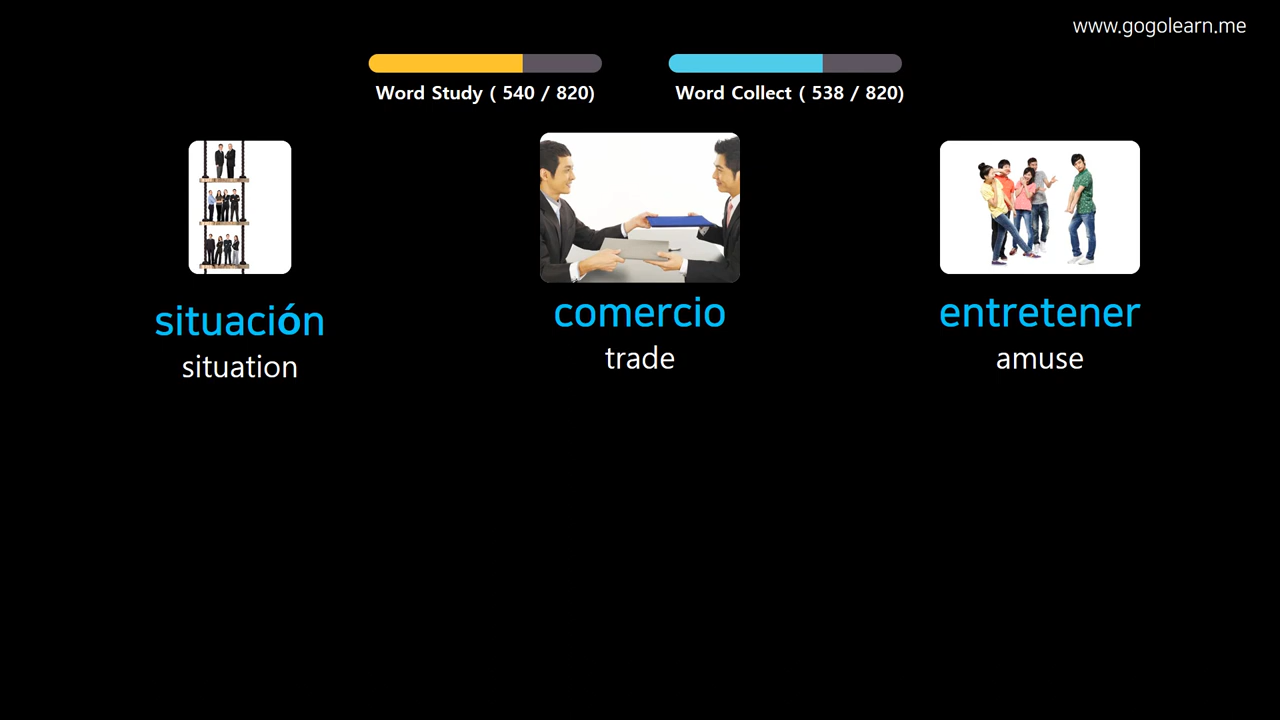 www.gogolearn.me
Word Study ( 540 / 820)
Word Collect ( 538 / 820)
situación
situation
comercio
trade
entretener
amuse